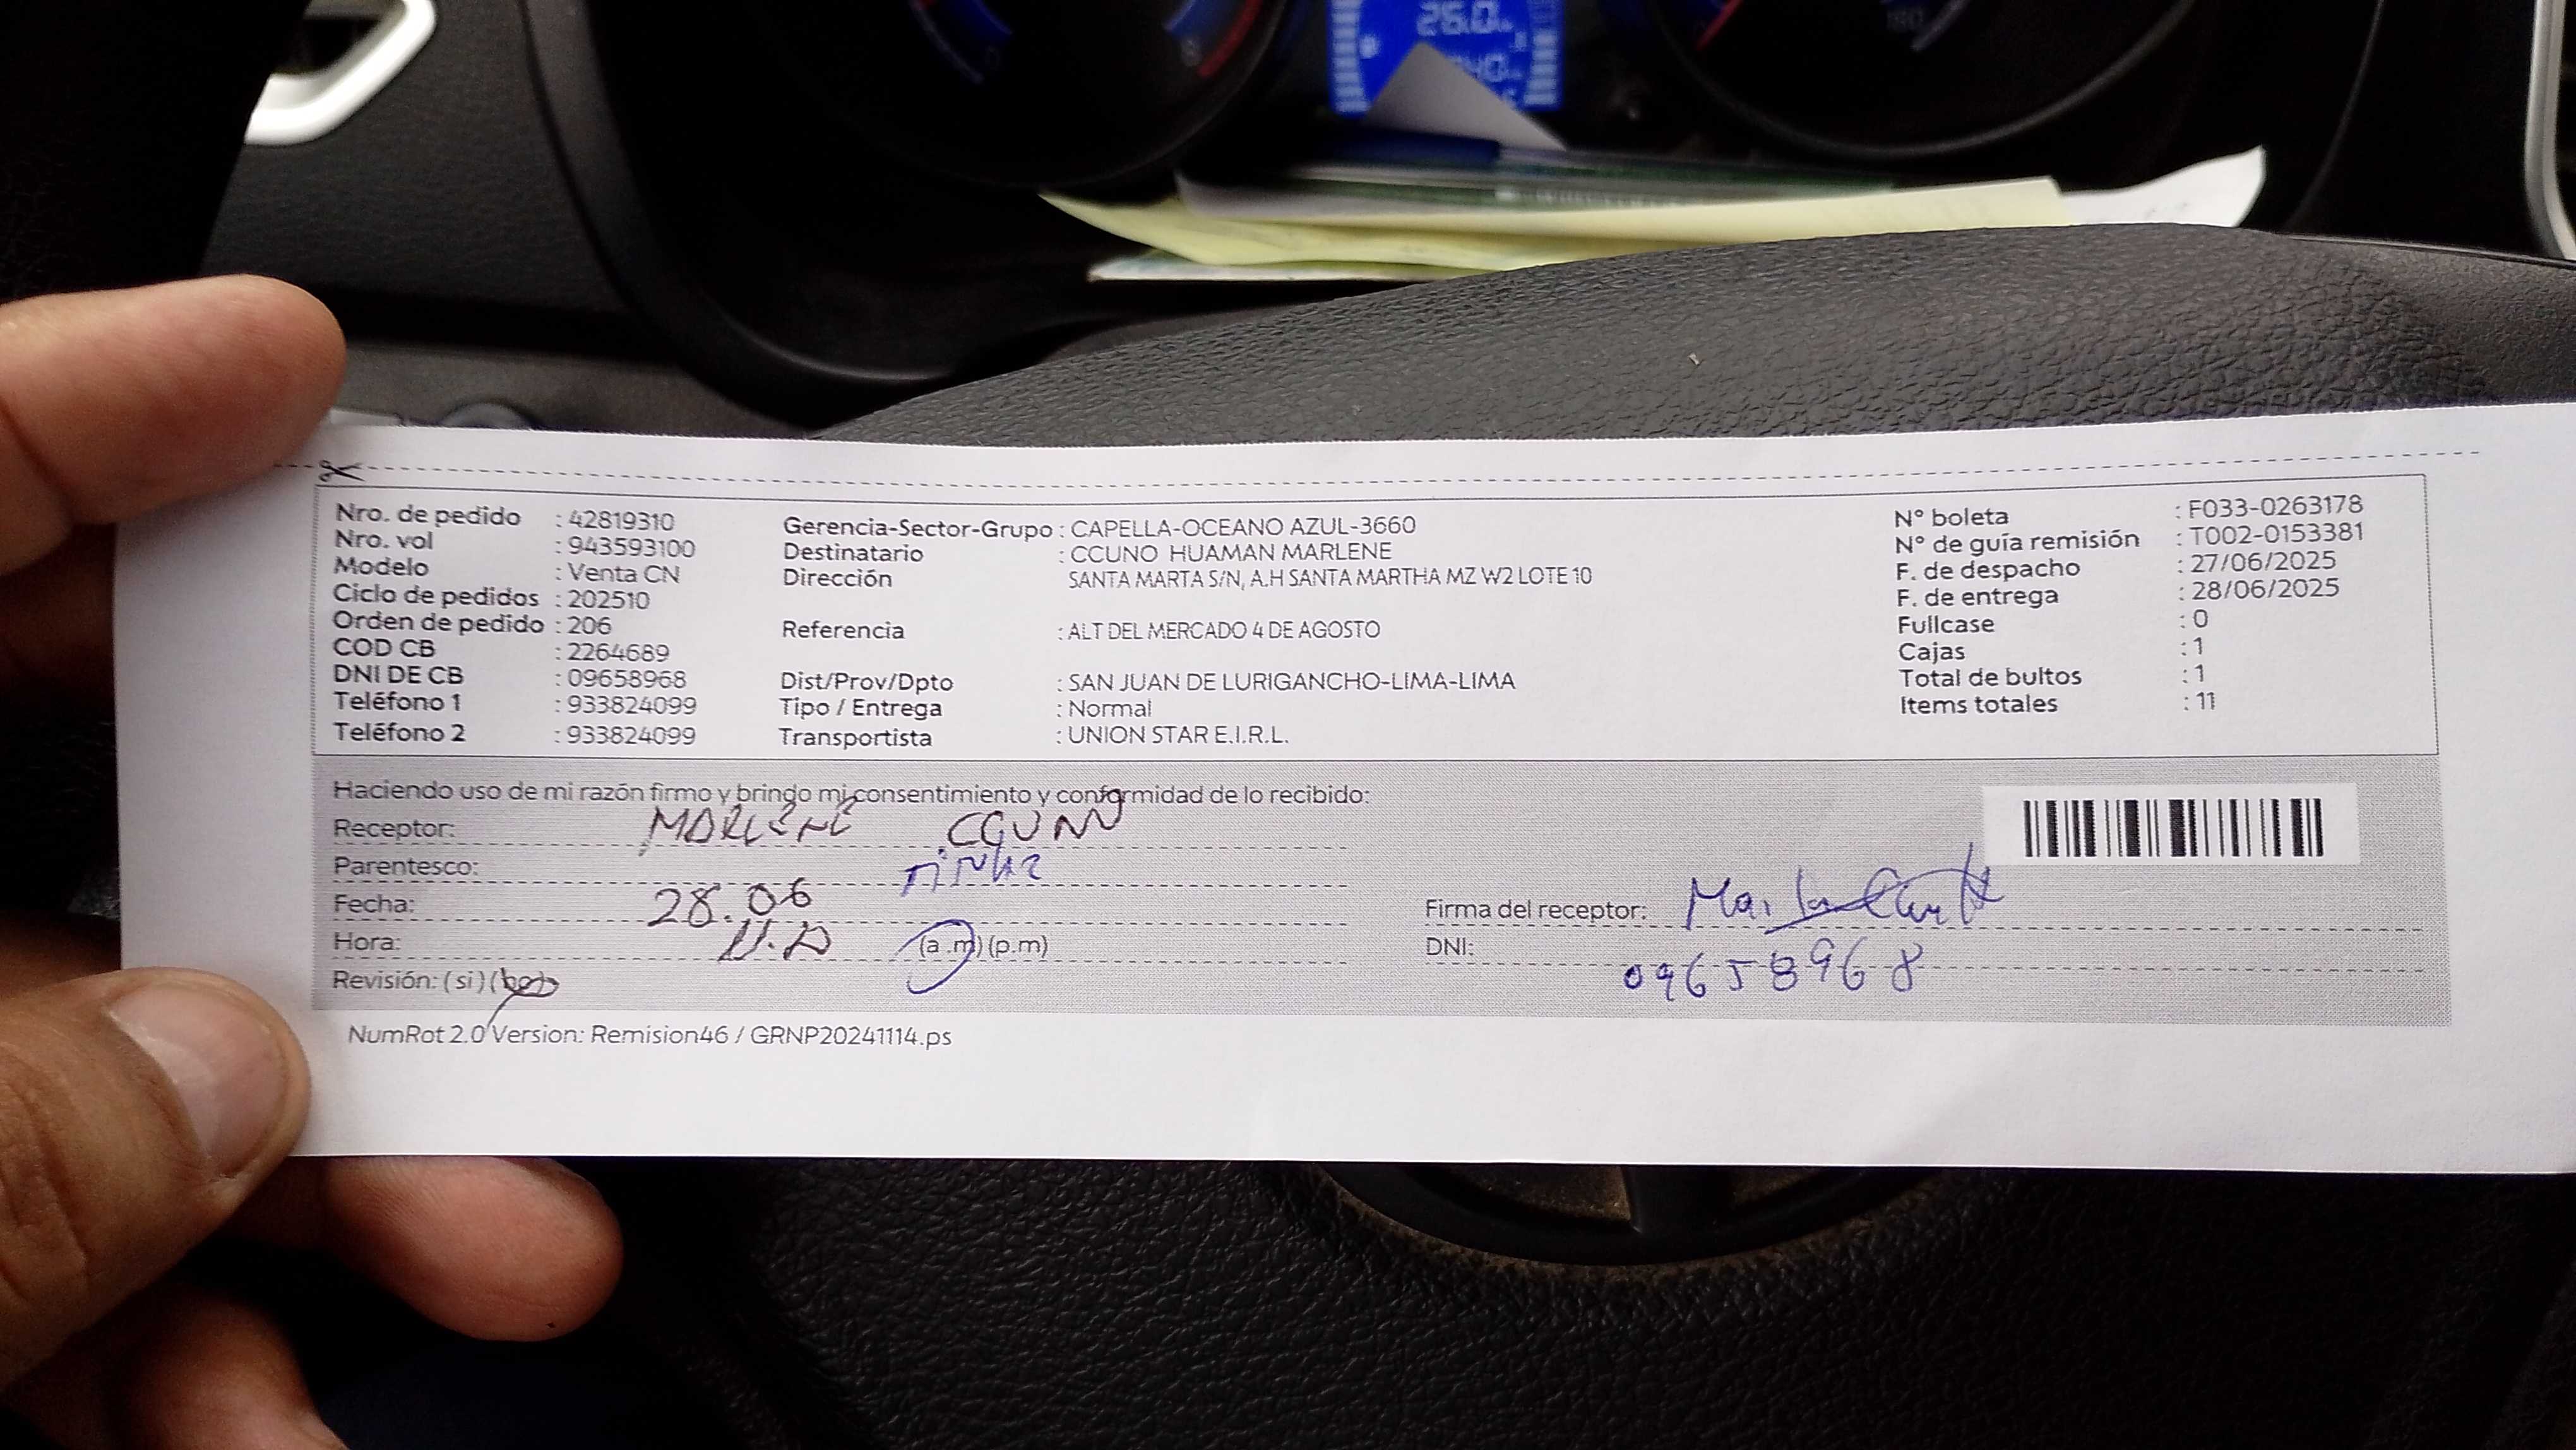 26.0
Nro. de pedido : 42819310
Nro. vol : 943593100
Modelo : Venta CN
Ciclo de pedidos : 202510
Orden de pedido : 206
COD CB : 2264689
DNI DE CB : 09658968
Teléfono 1 : 933824099
Teléfono 2 : 933824099
Gerencia-Sector-Grupo : CAPELLA-OCEANO AZUL-3660
Destinatario : CCUNO HUAMAN MARLENE
Dirección SANTA MARTA S/N, A.H SANTA MARTHA MZ W2 LOTE 10
Referencia : ALT DEL MERCADO 4 DE AGOSTO
Dist/Prov/Dpto : SAN JUAN DE LURIGANCHO-LIMA-LIMA
Tipo / Entrega : Normal
Transportista : UNION STAR E.I.R.L.
N° boleta : F033-0263178
N° de guía remisión : T002-0153381
F. de despacho : 27/06/2025
F. de entrega : 28/06/2025
Fullcase : 0
Cajas : 1
Total de bultos : 1
Items totales : 11
Haciendo uso de mi razón firmo y bringo mi consentimiento y conformidad de lo recibido:
Receptor: MARLENE CCUNO
Parentesco:
Fecha: 28.06
Hora: (a.m) (p.m)
Revisión: (si) (no)
Firma del receptor:
DNI: 09658968
NumRot 2.0 Version: Remision46 / GRNP20241114.ps